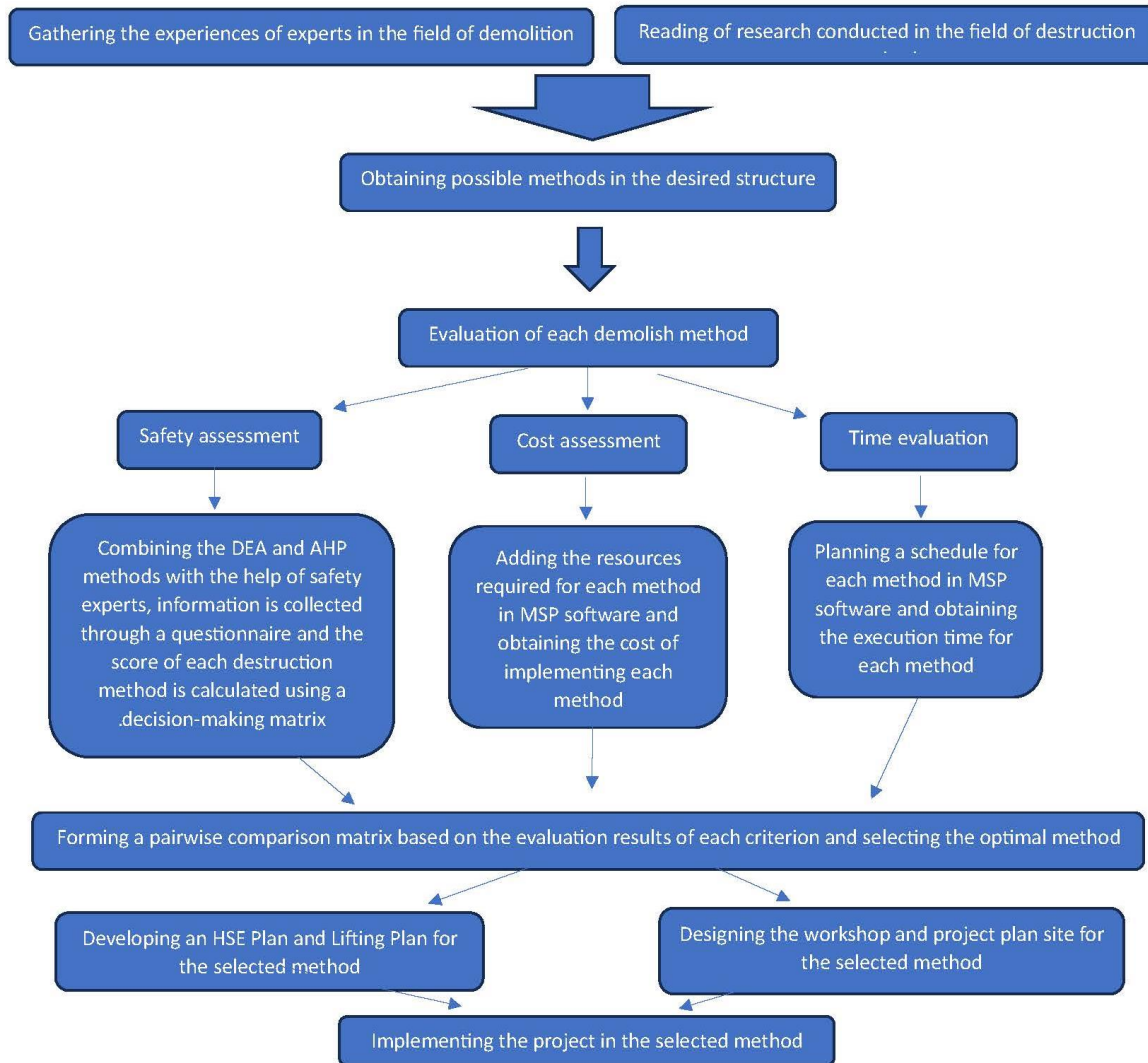 Gathering the experiences of experts in the field of demolition
Reading of research conducted in the field of destruction
Obtaining possible methods in the desired structure
Evaluation of each demolish method
Safety assessment
Cost assessment
Time evaluation
Combining the DEA and AHP
methods with the help of safety
experts, information is collected
through a questionnaire and the
score of each destruction
method is calculated using a
.decision-making matrix
Adding the resources
required for each method
in MSP software and
obtaining the cost of
implementing each
method
Planning a schedule for
each method in MSP
software and obtaining
the execution time for
each method
Forming a pairwise comparison matrix based on the evaluation results of each criterion and selecting the optimal method
Developing an HSE Plan and Lifting Plan for
the selected method
Designing the workshop and project plan site for
the selected method
Implementing the project in the selected method